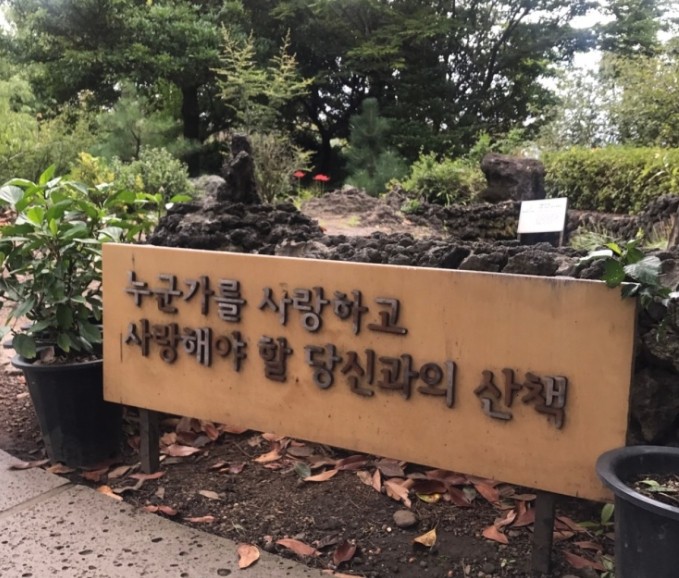 누군가를 사랑하고
사랑해야 할 당신과의 산책